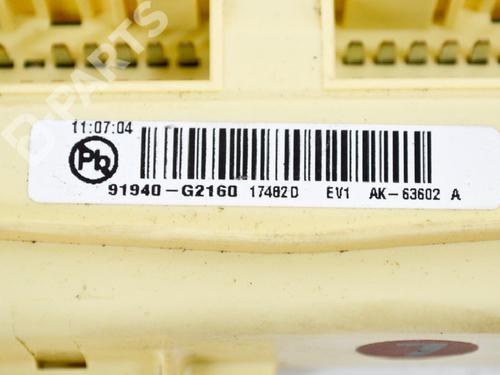 B-PARTS
11:07:04
Pb
91940-G2160 17482D EV1 AK-63602 A